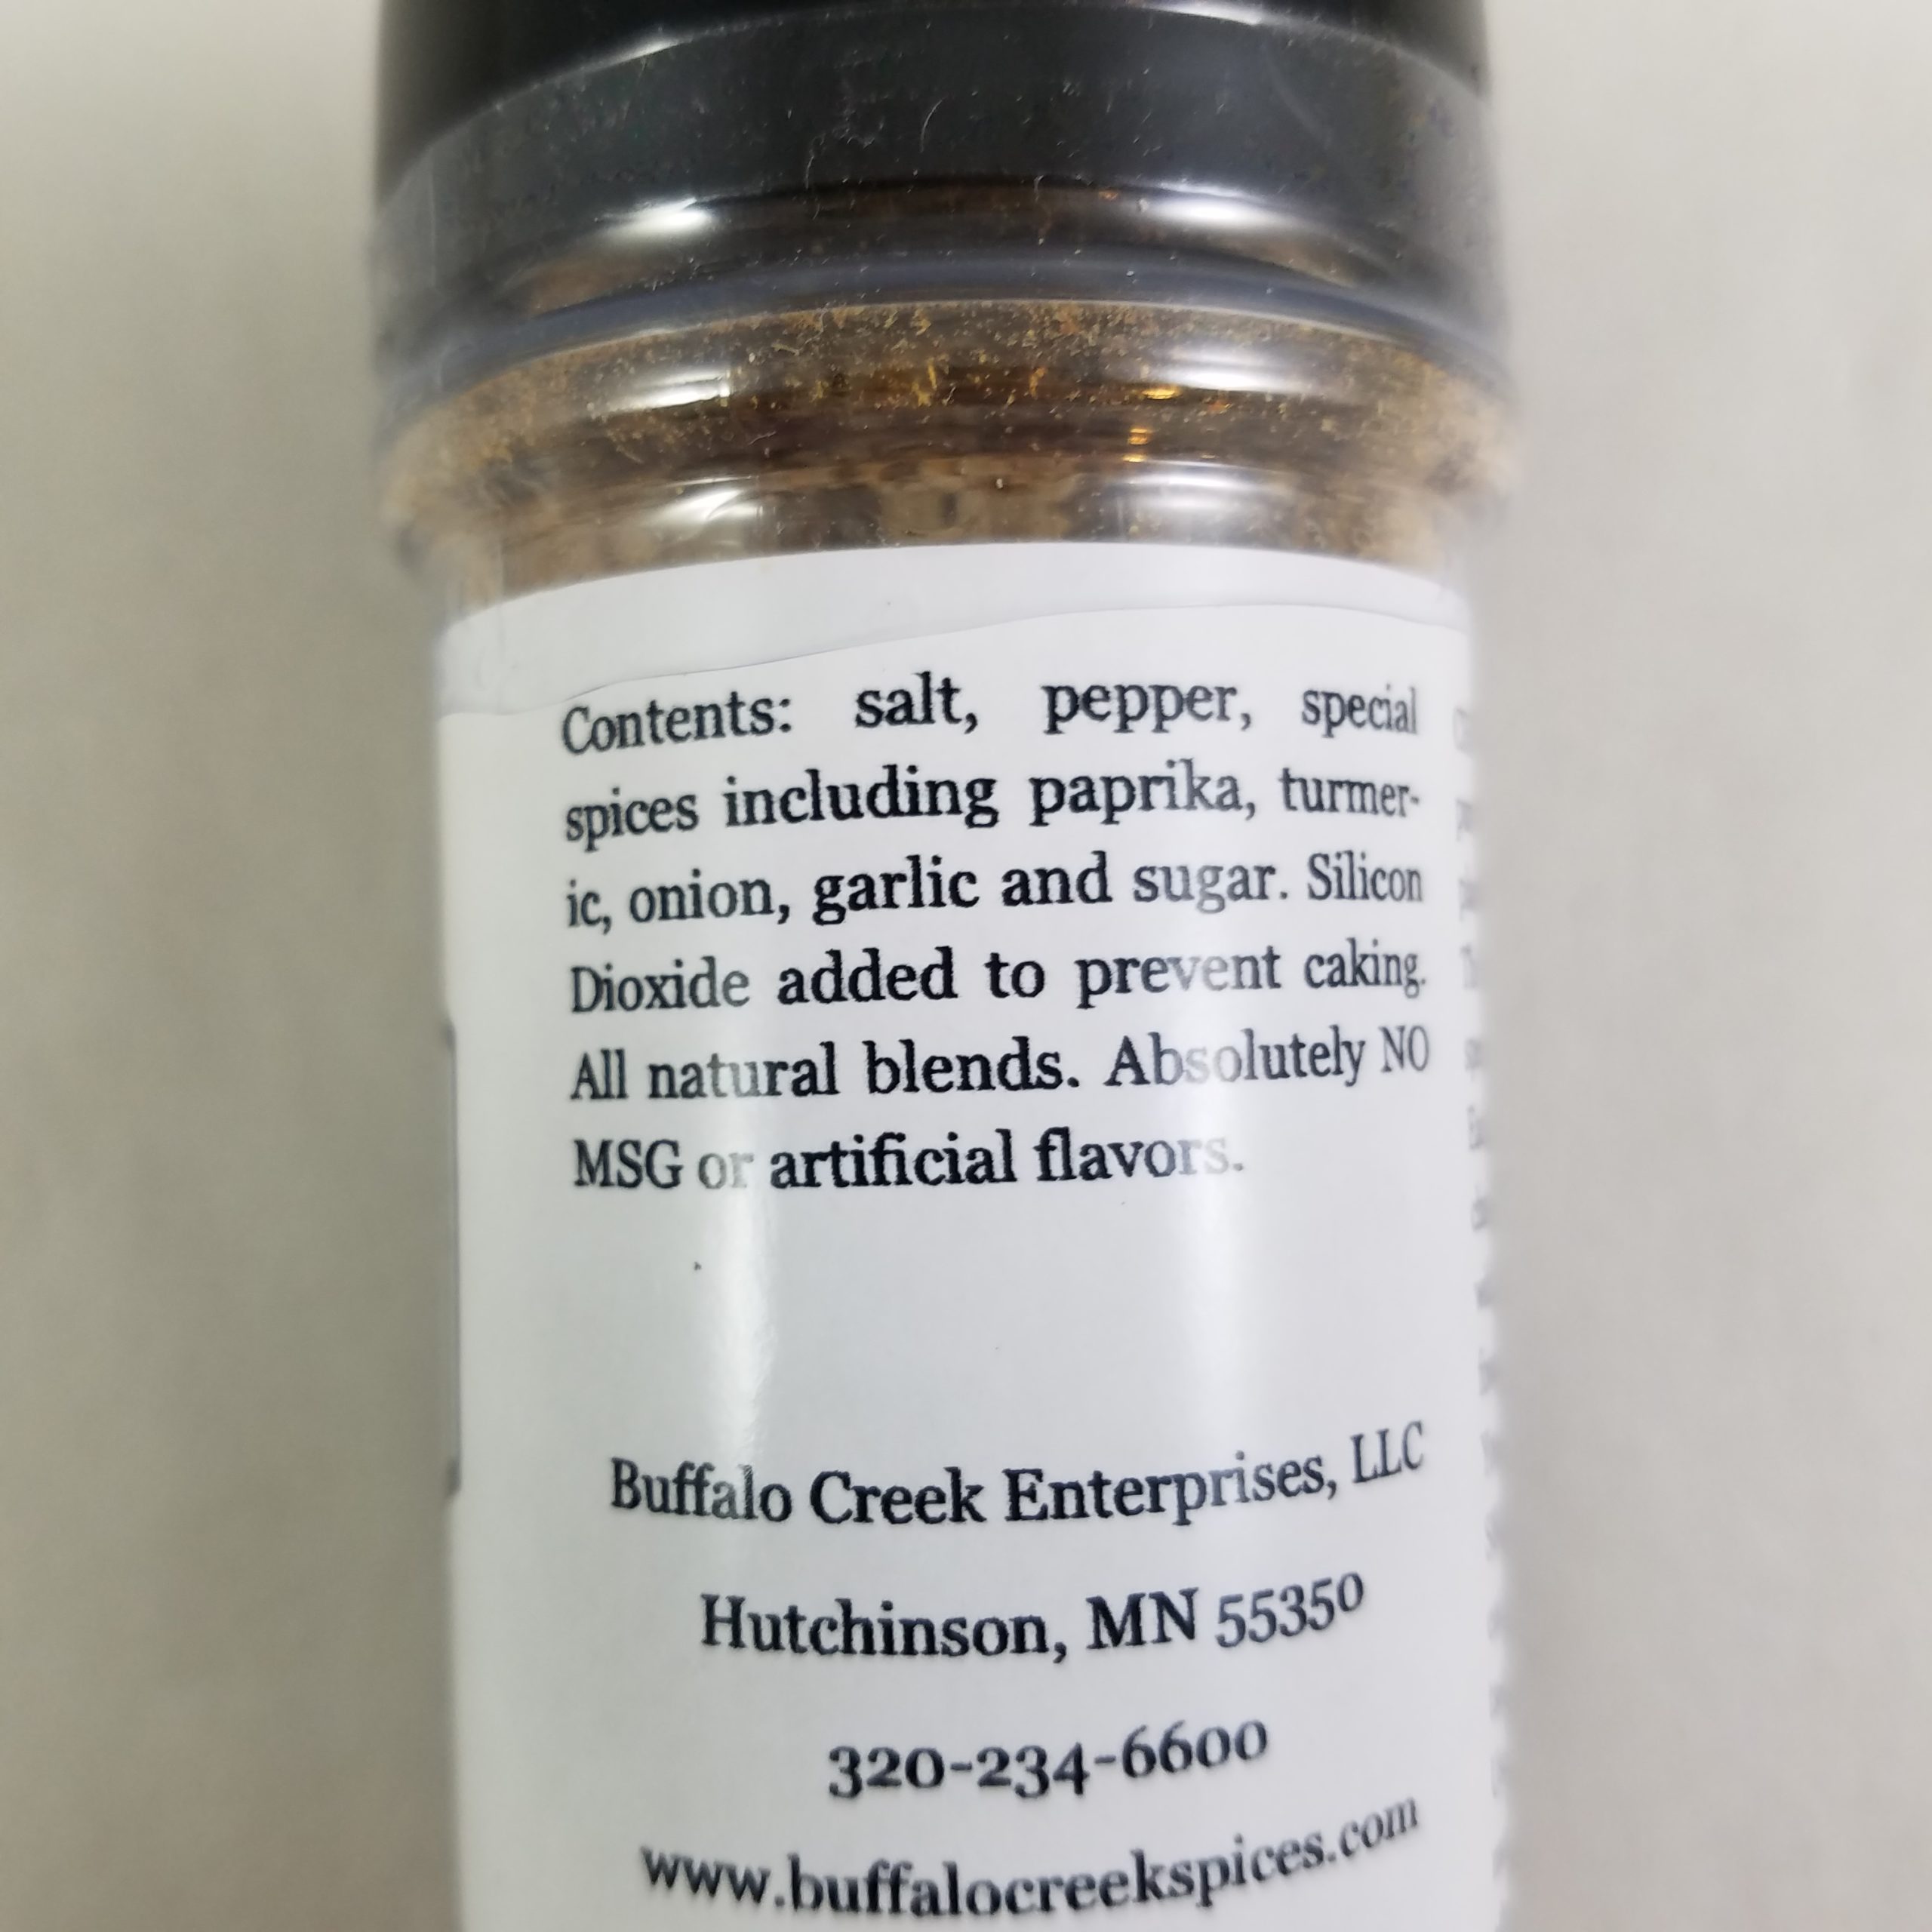 Contents: salt, pepper, special
spices including paprika, turmer-
ic, onion, garlic and sugar. Silicon
Dioxide added to prevent caking.
All natural blends. Absolutely NO
MSG or artificial flavors.
Buffalo Creek Enterprises, LLC
Hutchinson, MN 55350
320-234-6600
www.buffalocreekspices.com